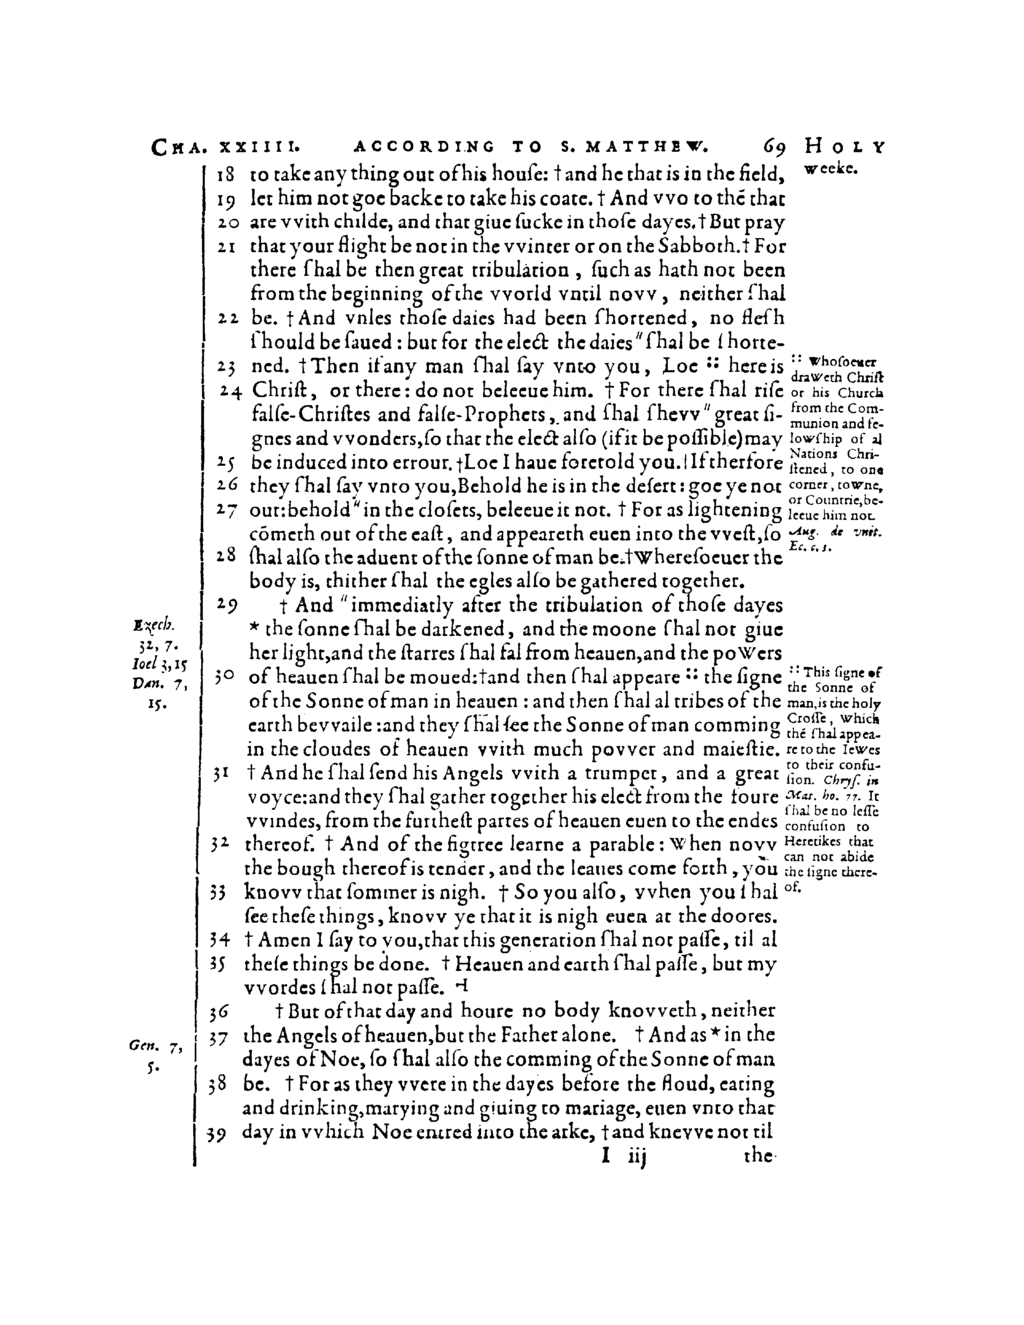 CHA. XXIIII. ACCORDING TO S. MATTHEW. 69 HOLY
weeke.
18 to take any thing out of his houſe: † and he that is in the field,
19 let him not goe backe to take his coate. † And vvo to thē that
20 are vvith childe, and that giue ſucke in thoſe dayes. † But pray
21 that your flight be not in the vvinter or on the Sabboth. † For
there ſhal be then great tribulation, ſuch as hath not been
from the beginning of the vvorld vntil novv, neither ſhal
22 be. † And vnles thoſe daies had been ſhortened, no fleſh
ſhould be ſaued: but for the elect the daies "ſhal be ſhorte-
23 ned. † Then if any man ſhal ſay vnto you, Loe :: here is
24 Chriſt, or there: do not beleeue him. † For there ſhal riſe
falſe-Chriſtes and falſe-Prophets, and ſhal ſhevv "great ſi-
gnes and vvonders, ſo that the elect alſo (if it be poſſible) may
25 be induced into errour. † Loe I haue foretold you. † If therfore
26 they ſhal ſay vnto you, Behold he is in the deſert: goe ye not
27 out: behold "in the cloſets, beleeue it not. † For as lightening
cōmeth out of the eaſt, and appeareth euen into the vveſt, ſo
28 ſhal alſo the aduent of the ſonne of man be. † Wherefoeuer the
body is, thither ſhal the egles alſo be gathered together.
:: Whoſoeuer
draweth Chriſt
or his Church
from the Com-
munion and fe-
lowſhip of al
Nations Chri-
ſtened, to one
corner, towne,
or Countrie, be-
leeue him not.
Aug. de vnit.
Ec. c. 3.
29 † And "immediatly after the tribulation of thoſe dayes
* the ſonne ſhal be darkened, and the moone ſhal not giue
her light, and the ſtarres ſhal fal from heauen, and the powers
30 of heauen ſhal be moued: † and then ſhal appeare :: the ſigne
of the Sonne of man in heauen: and then ſhal al tribes of the
earth bevvaile: and they ſhal ſee the Sonne of man comming
in the cloudes of heauen vvith much povver and maieſtie.
31 † And he ſhal ſend his Angels vvith a trumpet, and a great
voyce: and they ſhal gather together his elect from the foure
vvindes, from the furtheſt partes of heauen euen to the endes
32 thereof. † And of the figtree learne a parable: When novv
the bough thereof is tender, and the leaues come forth, you
33 knovv that ſommer is nigh. † So you alſo, vvhen you ſhal
ſee theſe things, knovv ye that it is nigh euen at the doores.
Ezech.
32, 7.
Ioel 3, 15
Dan. 7,
15.
:: This ſigne of
the Sonne of
man, is the holy
Croſſe, which
thē ſhal appea-
re to the Iewes
to their confu-
ſion. Chryſ. in
Mat. ho. 77. It
ſhal be no leſſe
confuſion to
Heretikes that
can not abide
the ſigne there-
of.
34 † Amen I ſay to you, that this generation ſhal not paſſe, til al
35 theſe things be done. † Heauen and earth ſhal paſſe, but my
vvordes ſhal not paſſe. ⊣
36 † But of that day and houre no body knovveth, neither
37 the Angels of heauen, but the Father alone. † And as * in the
dayes of Noe, ſo ſhal alſo the comming of the Sonne of man
38 be. † For as they vvere in the dayes before the floud, eating
and drinking, marying and giuing to mariage, euen vnto that
39 day in vvhich Noe entred into the arke, † and knevve not til
Gen. 7,
5.
I iij the